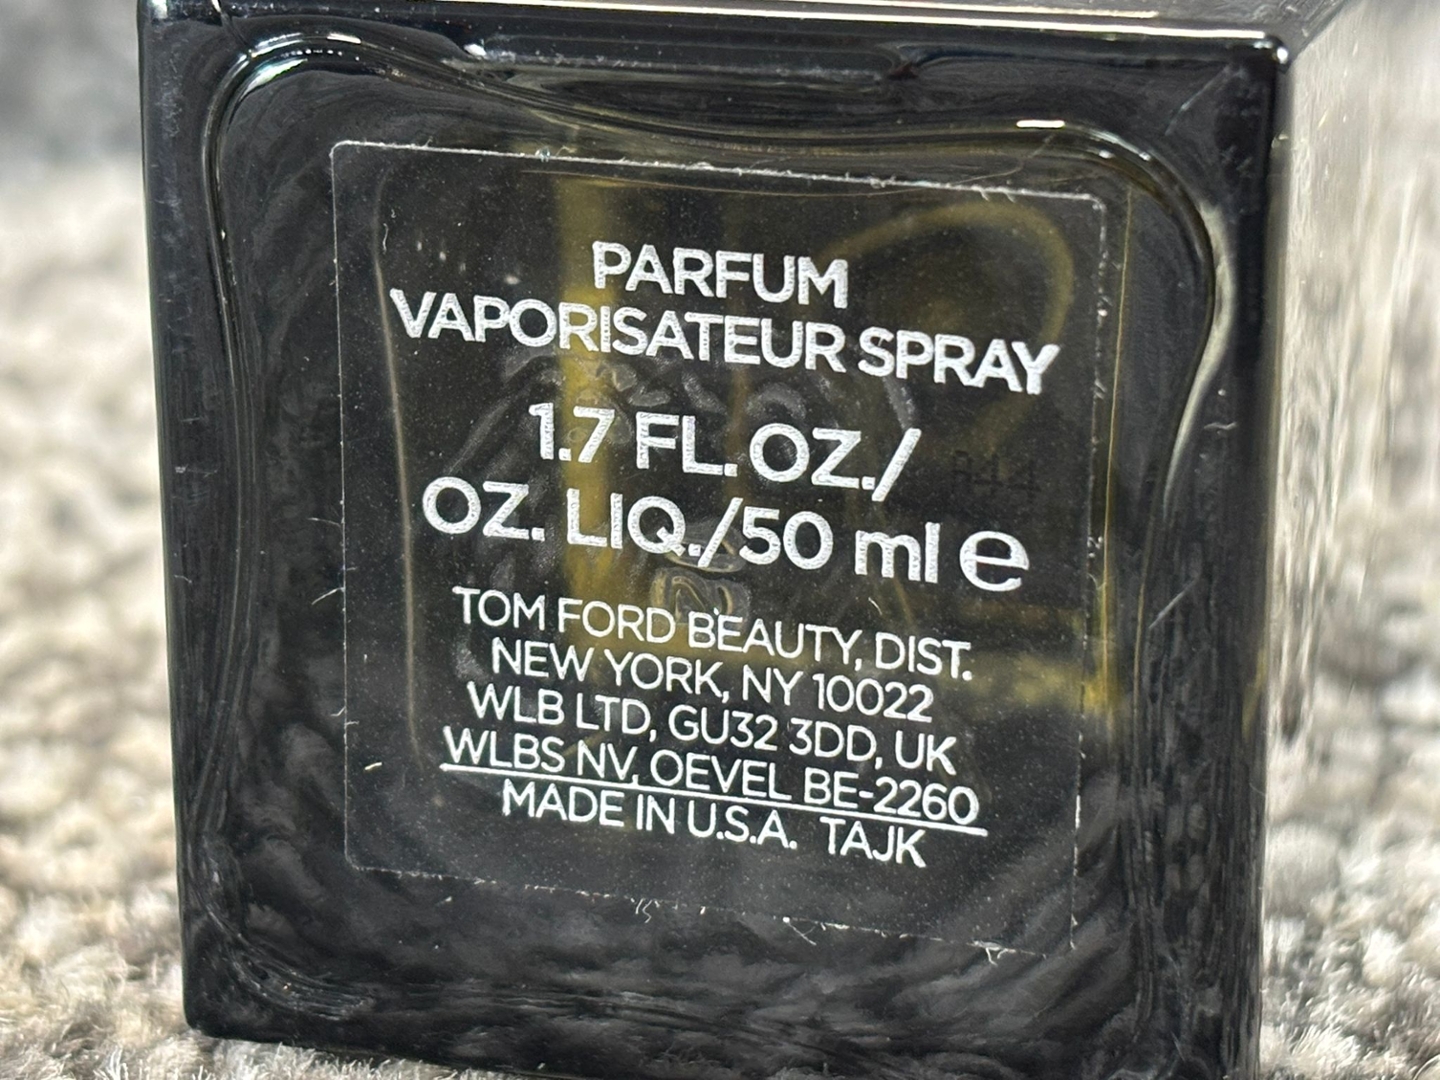 PARFUM
VAPORISATEUR SPRAY
1.7 FL. OZ./
OZ. LIQ./50 ml e
TOM FORD BEAUTY, DIST.
NEW YORK, NY 10022
WLB LTD, GU32 3DD, UK
WLBS NV, OEVEL BE-2260
MADE IN U.S.A. TAJK